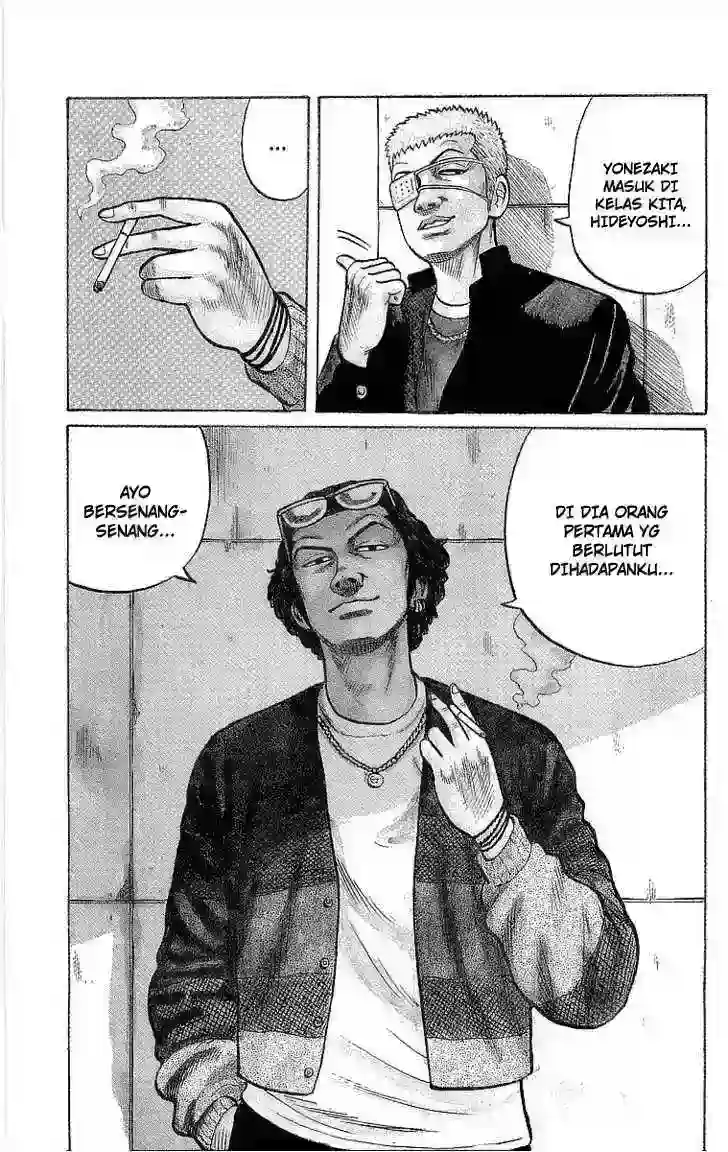 YONEZAKI
MASUK DI
KELAS KITA,
HIDEYOSHI...
...
DI DIA ORANG
PERTAMA YG
BERLUTUT
DIHADAPANKU...
AYO
BERSENANG-
SENANG...